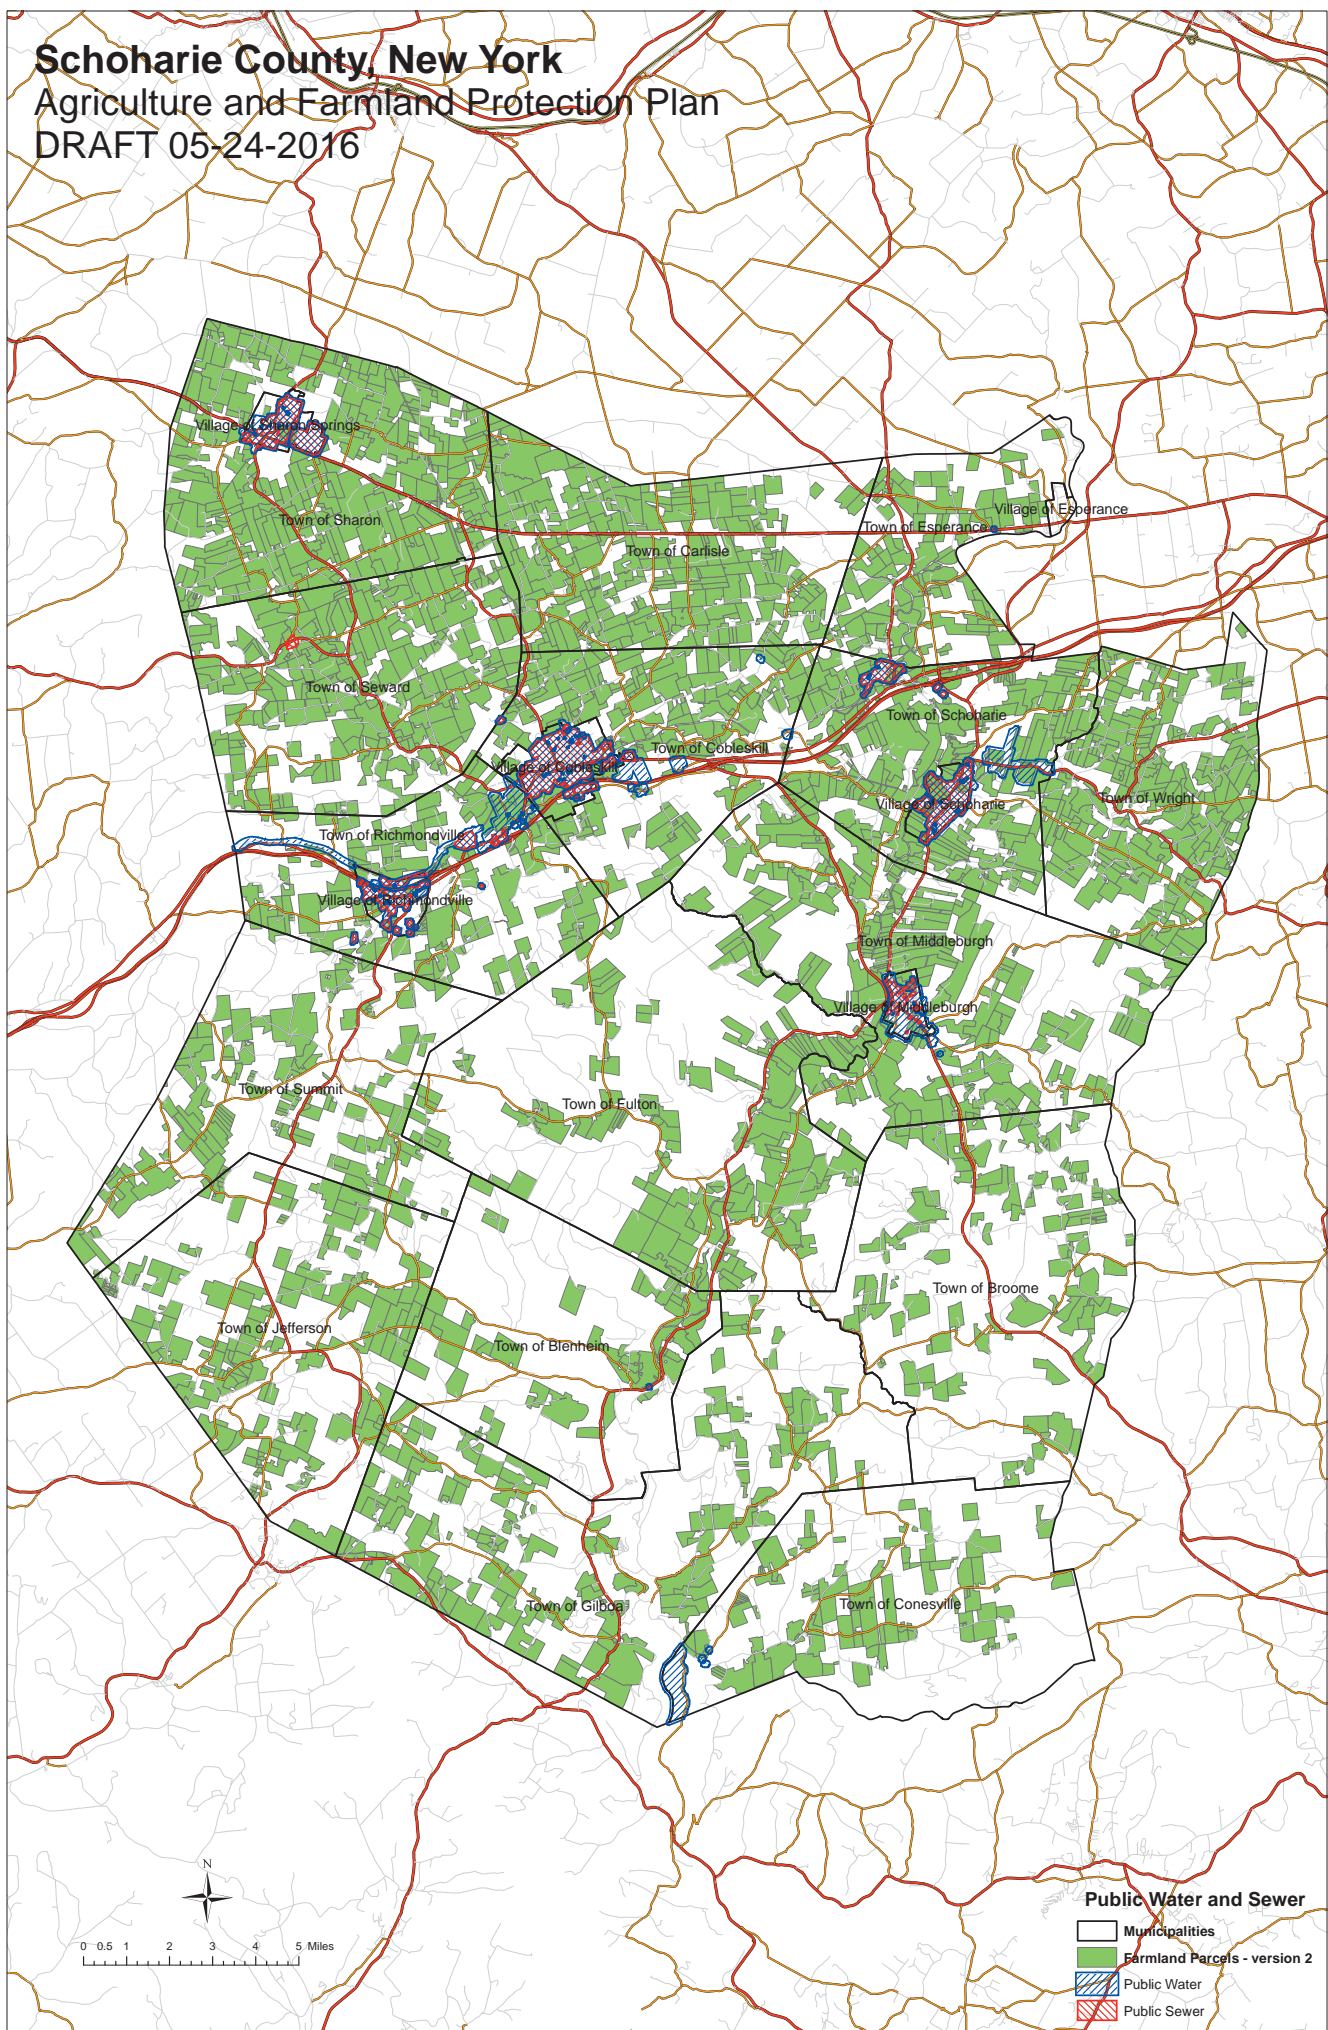 Schoharie County, New York
Agriculture and Farmland Protection Plan
DRAFT 05-24-2016
Village of Sharon Springs
Village of Esperance
Town of Sharon
Town of Esperance
Town of Carlisle
Town of Seward
Town of Schoharie
Town of Cobleskill
Village of Cobleskill
Town of Wright
Village of Schoharie
Town of Richmondville
Village of Richmondville
Town of Middleburgh
Village of Middleburgh
Town of Summit
Town of Fulton
Town of Broome
Town of Jefferson
Town of Blenheim
Town of Gilboa
Town of Conesville
N
0 0.5 1 2 3 4 5 Miles
Public Water and Sewer
Municipalities
Farmland Parcels - version 2
Public Water
Public Sewer